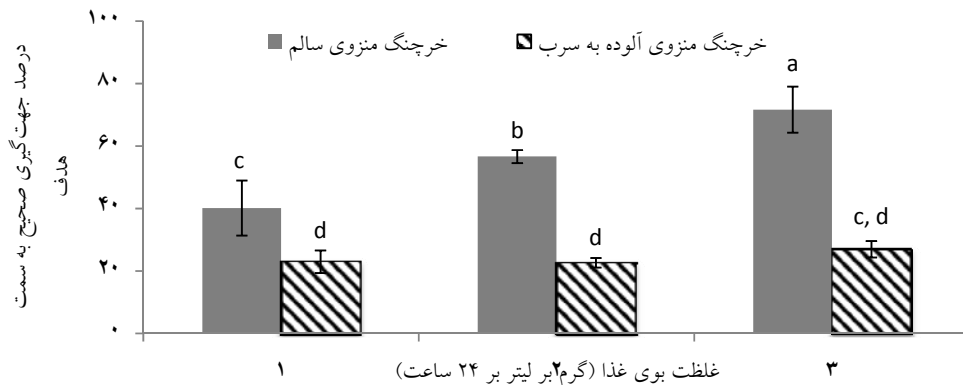 درصد جهت‌گیری صحیح به سمت
هدف
۱۰۰
۸۰
۶۰
۴۰
۲۰
۰
خرچنگ منزوی سالم
خرچنگ منزوی آلوده به سرب
c
d
b
d
a
c, d
۱
۲
۳
غلظت بوی غذا (گرم بر لیتر بر ۲۴ ساعت)